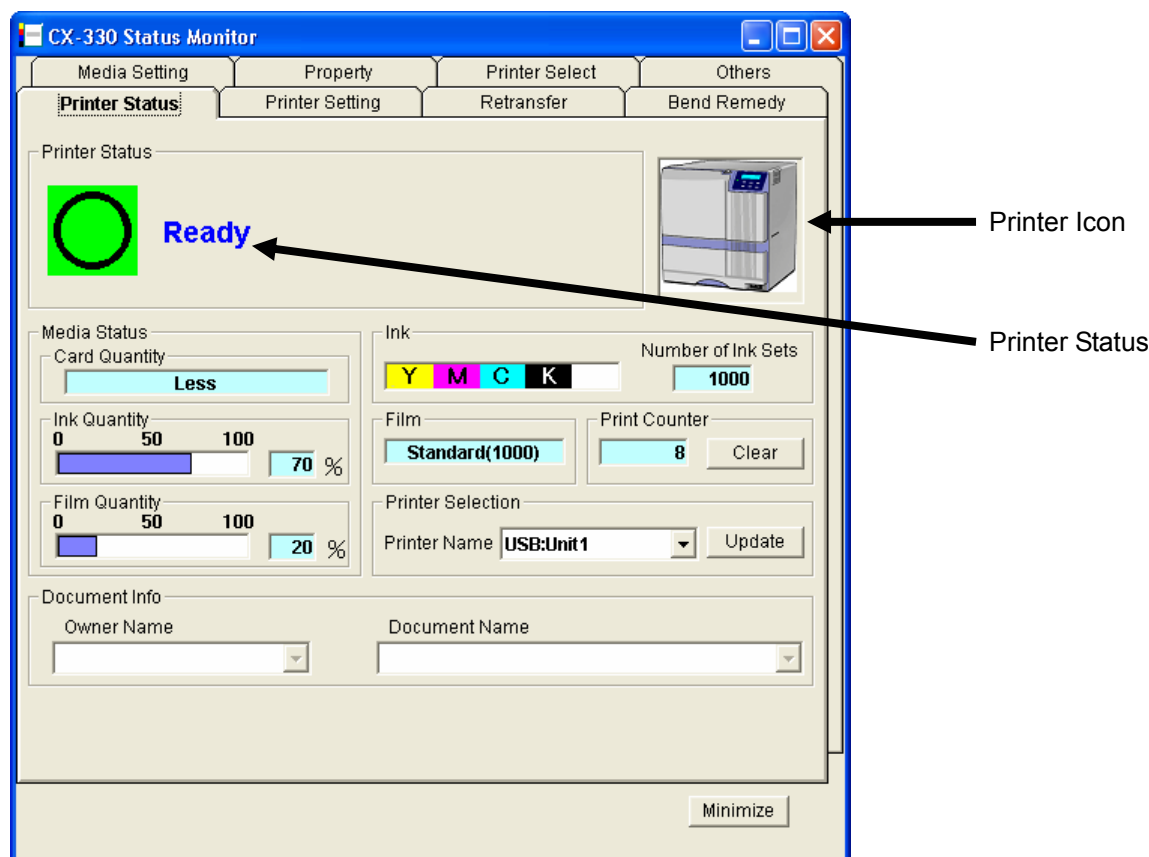 CX-330 Status Monitor
Media Setting Property Printer Select Others
Printer Status Printer Setting Retransfer Bend Remedy
Printer Status
Ready
Printer Icon
Printer Status
Media Status
Card Quantity
Less
Ink Quantity
0 50 100
70 %
Film Quantity
0 50 100
20 %
Ink
Number of Ink Sets
Y M C K
1000
Film
Standard(1000)
Print Counter
8 Clear
Printer Selection
Printer Name USB:Unit1 Update
Document Info
Owner Name Document Name
Minimize